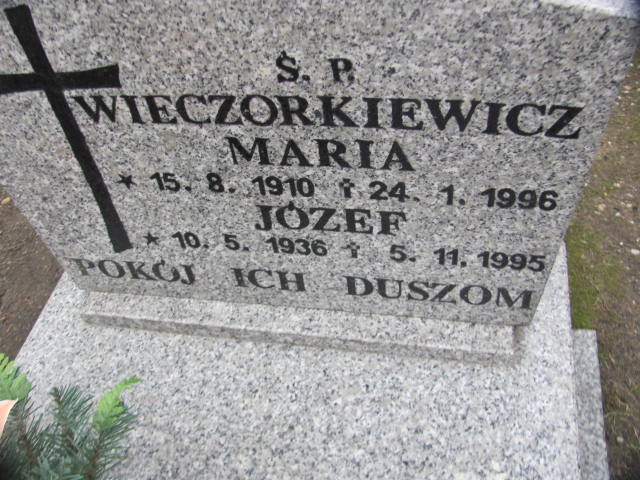 Ś. P.
WIECZORKIEWICZ
MARIA
* 15. 8. 1910 † 24. 1. 1996
JÓZEF
* 10. 5. 1936 † 5. 11. 1995
POKÓJ ICH DUSZOM